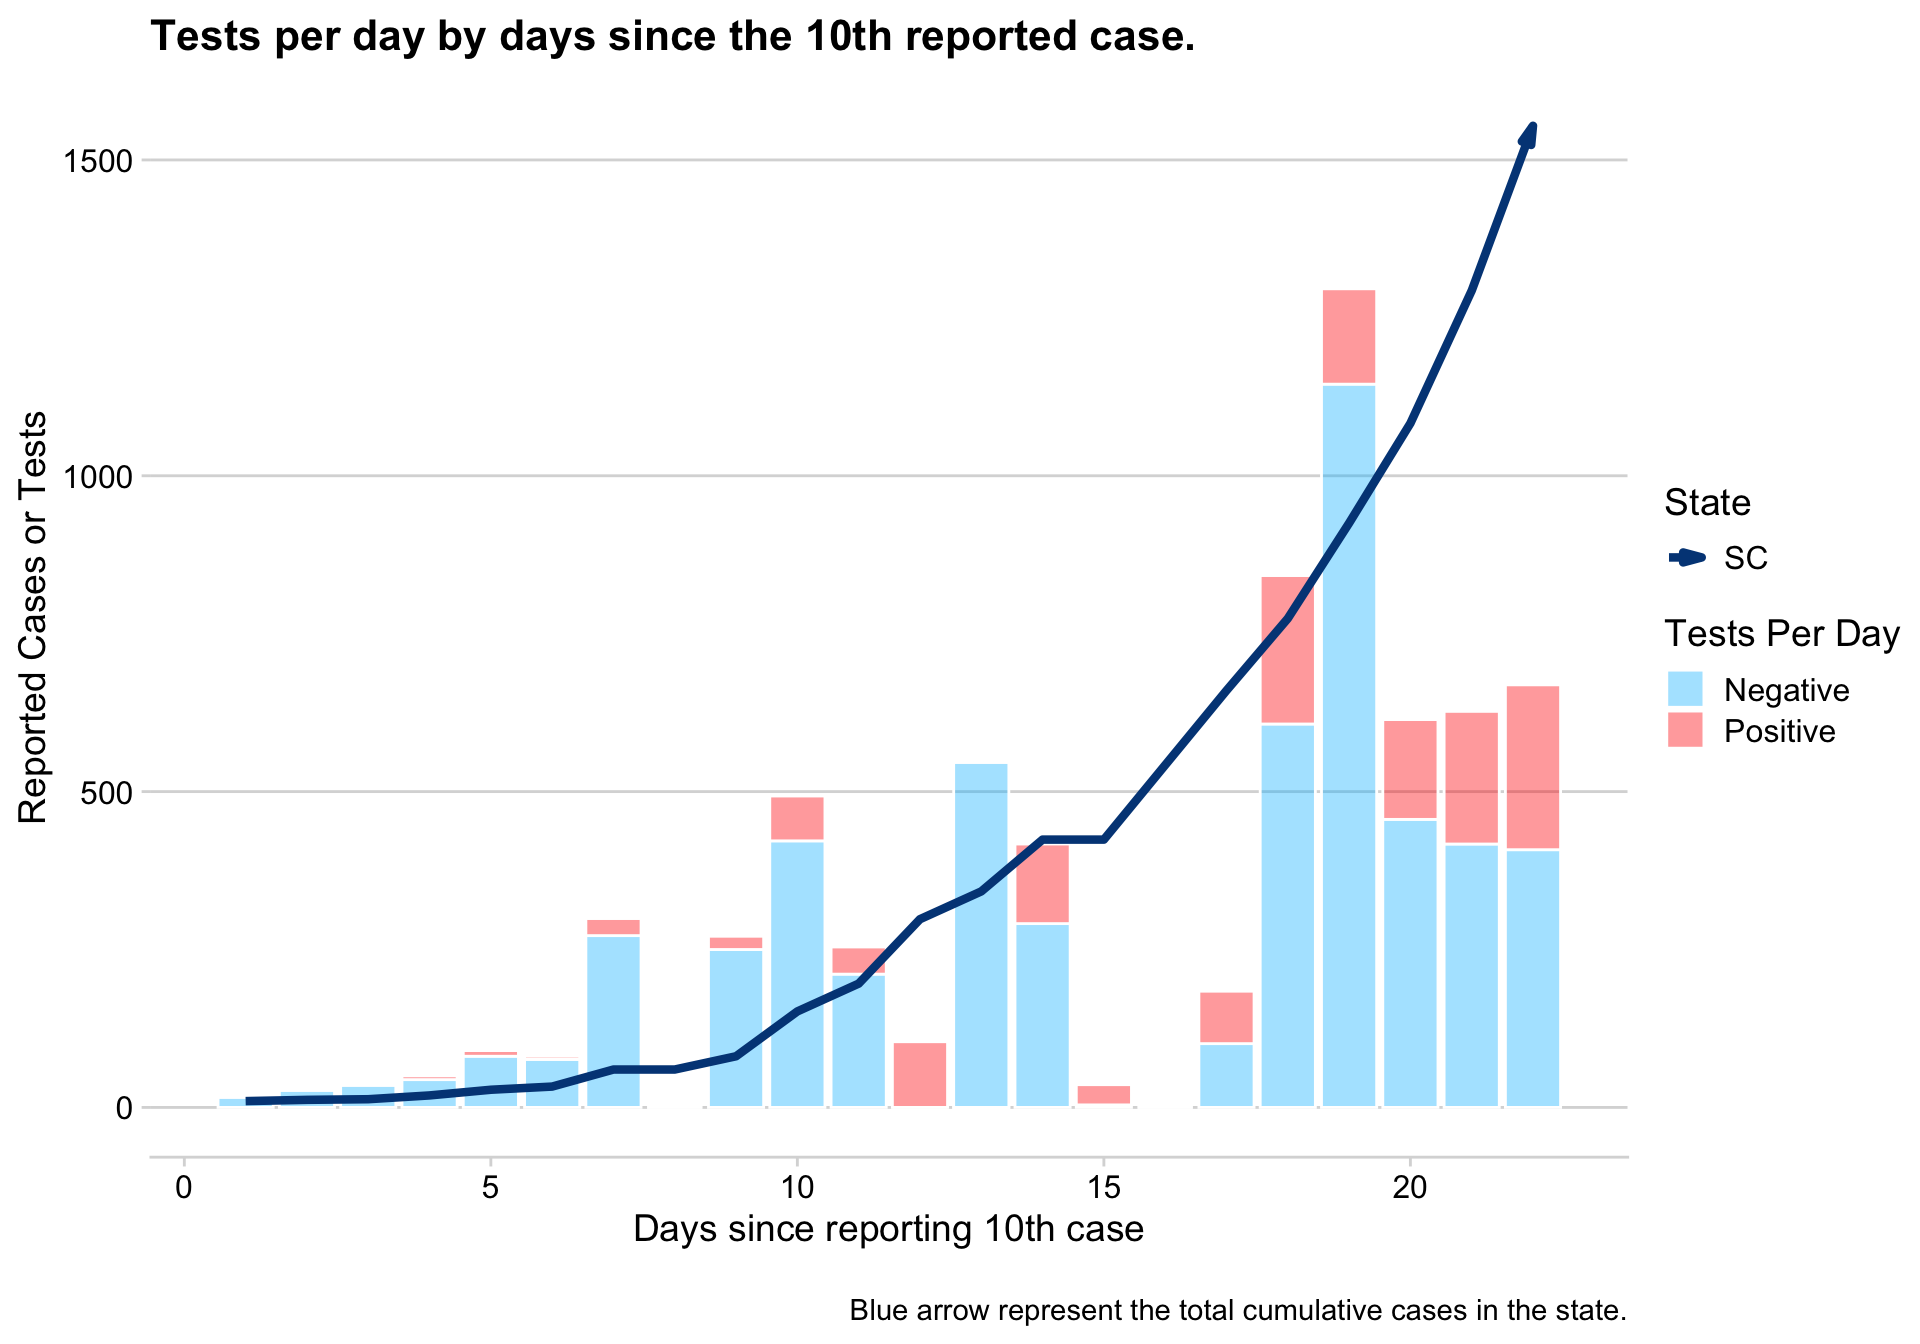 Tests per day by days since the 10th reported case.
1500
1000
500
0
Reported Cases or Tests
0 5 10 15 20
Days since reporting 10th case
State
SC
Tests Per Day
Negative
Positive
Blue arrow represent the total cumulative cases in the state.